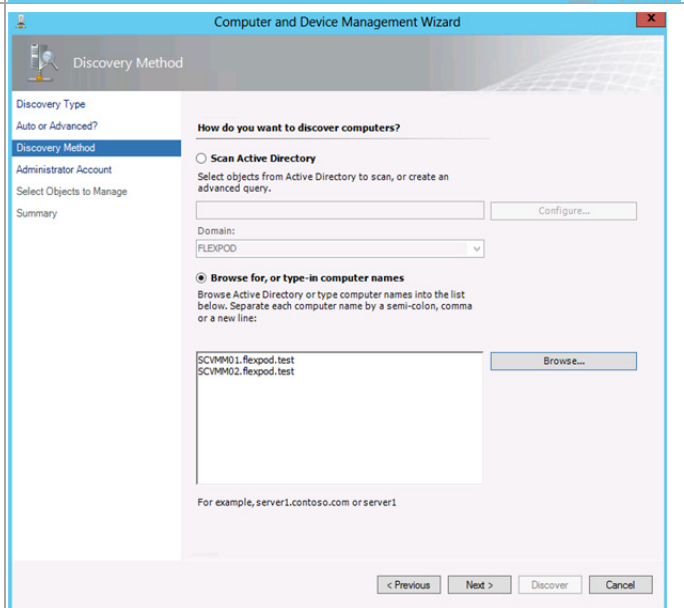 Computer and Device Management Wizard
x
Discovery Method
Discovery Type
Auto or Advanced?
Discovery Method
Administrator Account
Select Objects to Manage
Summary
How do you want to discover computers?
Scan Active Directory
Select objects from Active Directory to scan, or create an
advanced query.
Configure...
Domain:
FLEXPOD
Browse for, or type-in computer names
Browse Active Directory or type computer names into the list
below. Separate each computer name by a semi-colon, comma
or a new line:
SCVMM01.flexpod.test
SCVMM02.flexpod.test
Browse...
For example, server1.contoso.com or server1
< Previous
Next >
Discover
Cancel